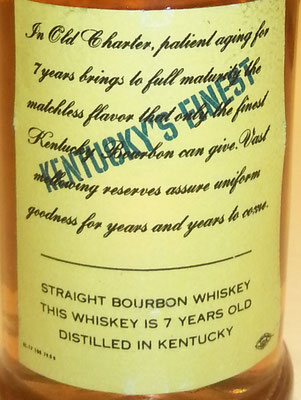 In Old Charter, patient aging for
7 years brings to full maturity the
matchless flavor that only the finest
KENTUCKY'S FINEST
Kentucky Bourbon can give. Vast
mellowing reserves assure uniform
goodness for years and years to come.
STRAIGHT BOURBON WHISKEY
THIS WHISKEY IS 7 YEARS OLD
DISTILLED IN KENTUCKY